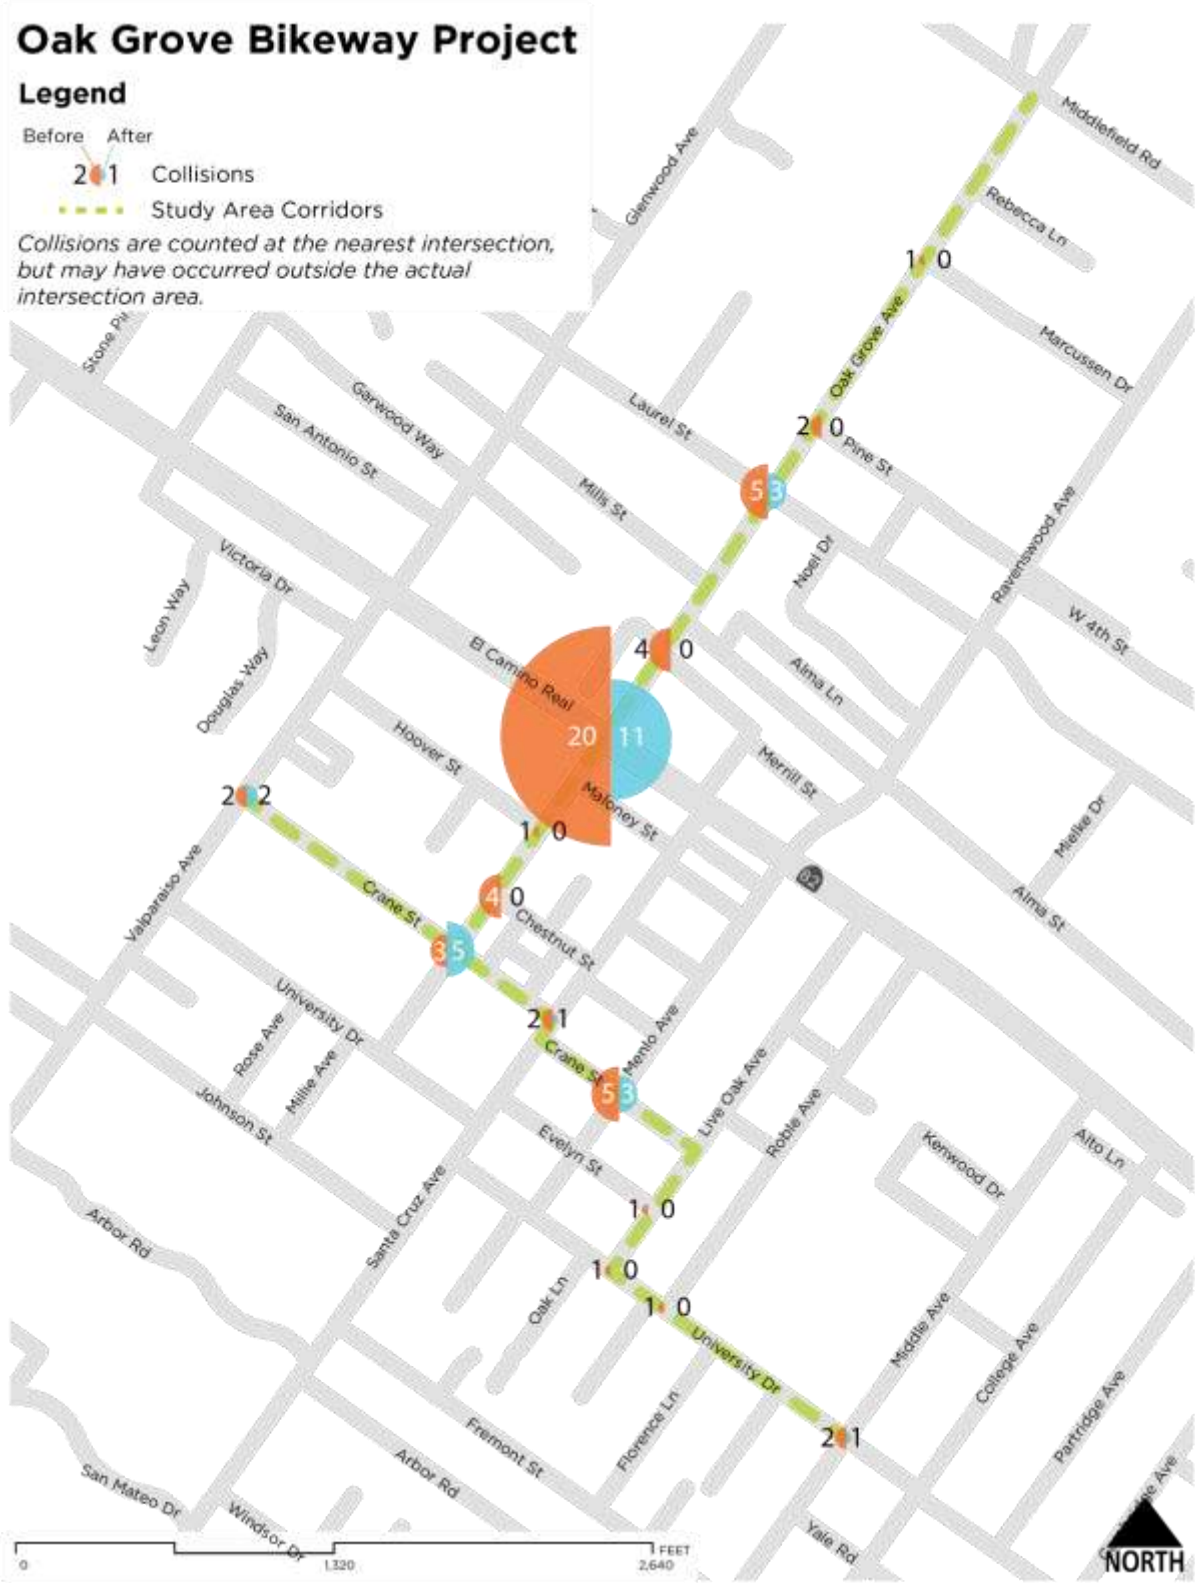 Oak Grove Bikeway Project
Legend
Before After
2 1 Collisions
Study Area Corridors
Collisions are counted at the nearest intersection,
but may have occurred outside the actual
intersection area.
Middlefield Rd
Glenwood Ave
Rebecca Ln
1 0
Oak Grove Ave
Marcussen Dr
Stone
Garwood Way
Laurel St
San Antonio St
2 0
Pine St
Mills St
5 3
Ravenswood Ave
Noel Dr
Victoria Dr
Leon Way
W 4th St
El Camino Real
4 0
Alma Ln
Douglas Way
Hoover St
20 11
Merrill St
Maloney St
2 2
1 0
Mielke Dr
Valparaiso Ave
82
Crane St
4 0
Chestnut St
Alma St
3 5
University Dr
2 1
Rose Ave
Crane St
Menlo Ave
Millie Ave
5 3
Live Oak Ave
Johnson St
Roble Ave
Evelyn St
Kenwood Dr
Alto Ln
Santa Cruz Ave
1 0
Arbor Rd
1 0
Oak Ln
1 0
University Dr
Middle Ave
College Ave
Partridge Ave
Florence Ln
Fremont St
2 1
Arbor Rd
San Mateo Dr
Windsor Dr
Yale Rd
Ave
0 1,320 2,640 FEET
NORTH